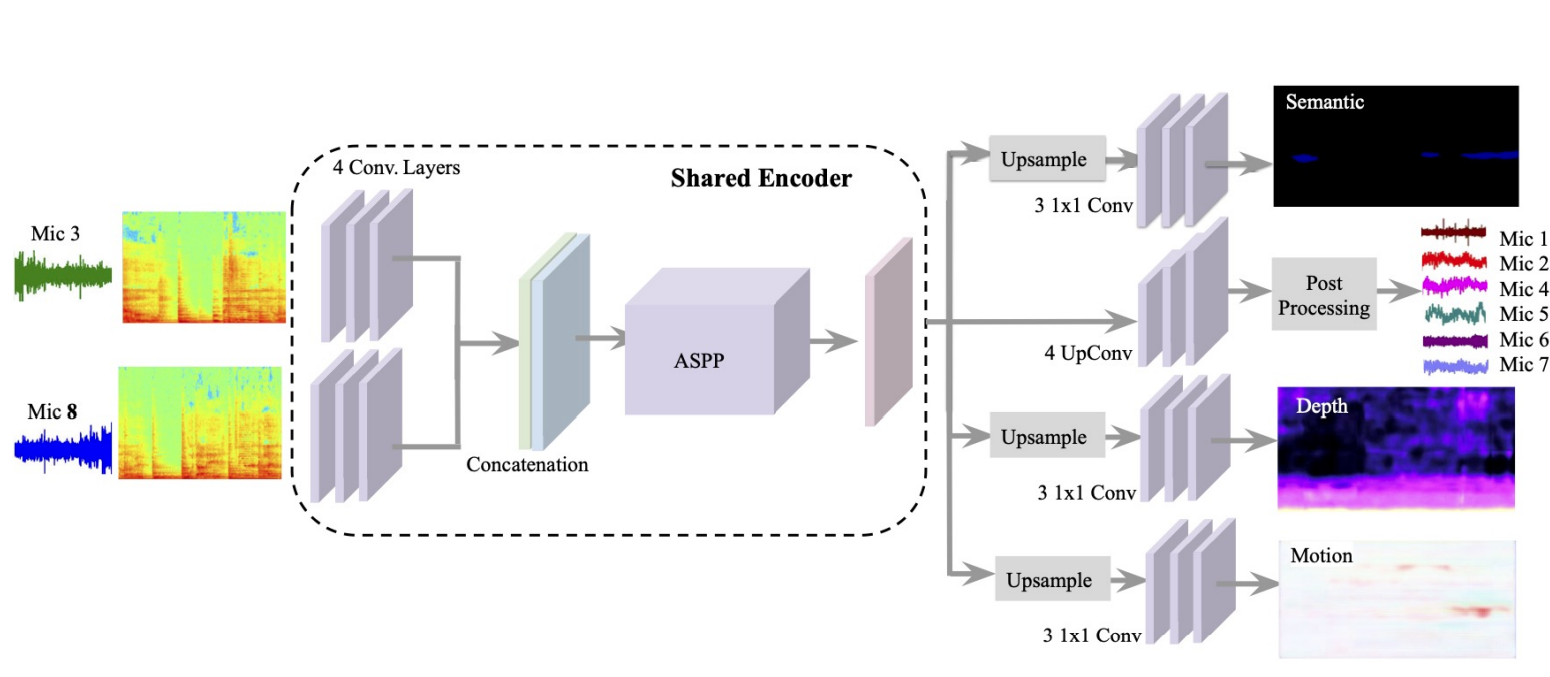 Mic 3
Mic 8
4 Conv. Layers
Shared Encoder
Concatenation
ASPP
Upsample
3 1x1 Conv
Semantic
4 UpConv
Post
Processing
Mic 1
Mic 2
Mic 4
Mic 5
Mic 6
Mic 7
Upsample
3 1x1 Conv
Depth
Upsample
3 1x1 Conv
Motion